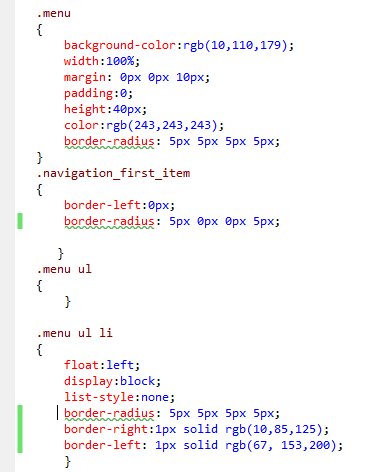 .menu
{
background-color:rgb(10,110,179);
width:100%;
margin: 0px 0px 10px;
padding:0;
height:40px;
color:rgb(243,243,243);
border-radius: 5px 5px 5px 5px;
}
.navigation_first_item
{
border-left:0px;
border-radius: 5px 0px 0px 5px;
}
.menu ul
{
}
.menu ul li
{
float:left;
display:block;
list-style:none;
border-radius: 5px 5px 5px 5px;
border-right:1px solid rgb(10,85,125);
border-left: 1px solid rgb(67, 153,200);
}